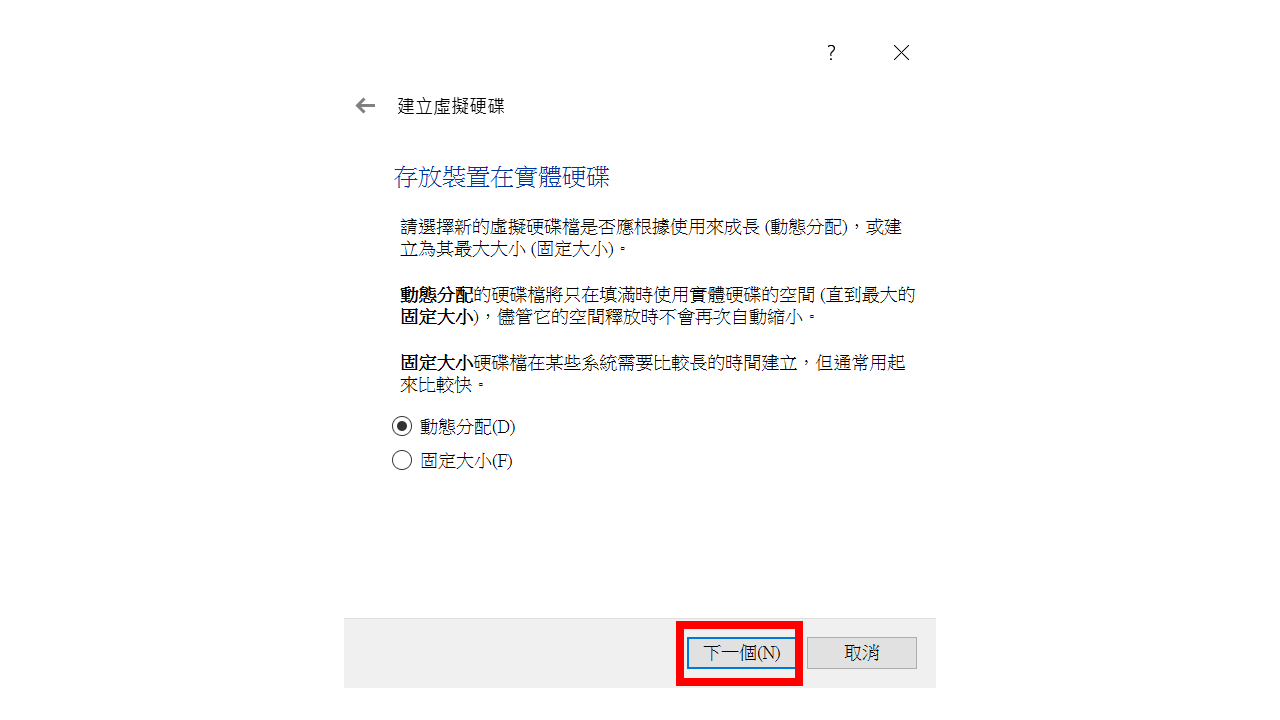 ?
建立虛擬硬碟
存放裝置在實體硬碟
請選擇新的虛擬硬碟檔是否應根據使用來成長 (動態分配)，或建
立為其最大大小 (固定大小)。
動態分配的硬碟檔將只在填滿時使用實體硬碟的空間 (直到最大的
固定大小)，儘管它的空間釋放時不會再次自動縮小。
固定大小硬碟檔在某些系統需要比較長的時間建立，但通常用起
來比較快。
動態分配(D)
固定大小(F)
下一個(N)
取消